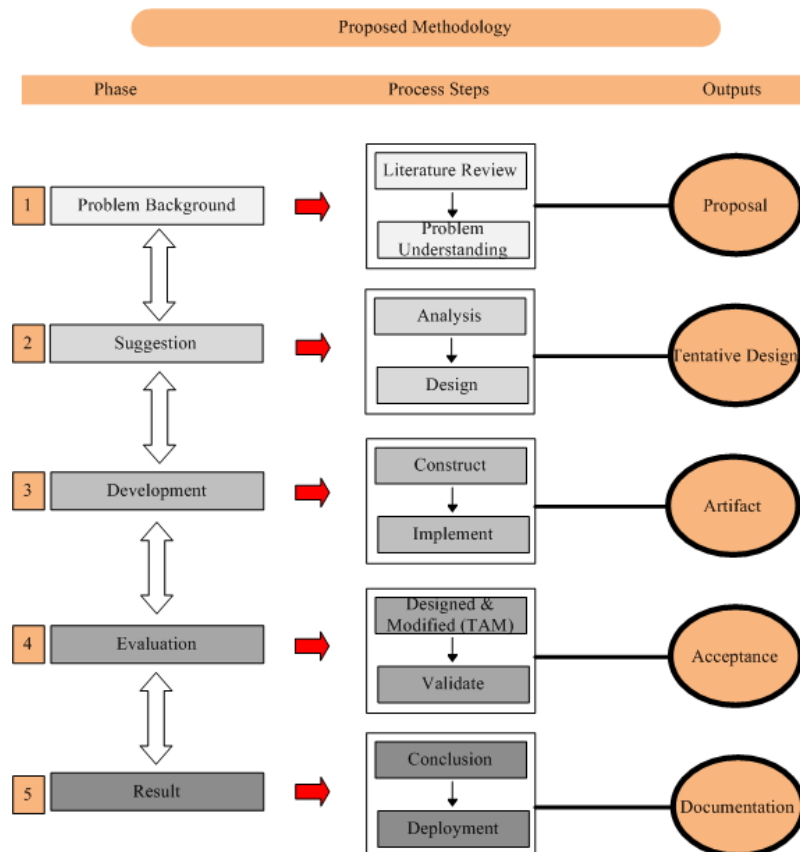 Proposed Methodology
Phase
Process Steps
Outputs
1
Problem Background
Literature Review
Problem
Understanding
Proposal
2
Suggestion
Analysis
Design
Tentative Design
3
Development
Construct
Implement
Artifact
4
Evaluation
Designed &
Modified (TAM)
Validate
Acceptance
5
Result
Conclusion
Deployment
Documentation